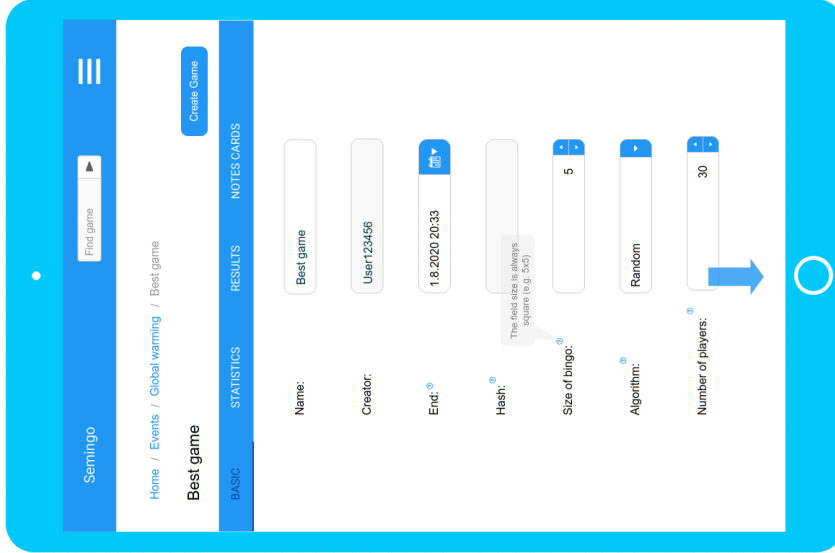 Semingo
Find game
Home / Events / Global warming / Best game
Best game
Create Game
BASIC
STATISTICS
RESULTS
NOTES CARDS
Name:
Best game
Creator:
User123456
End: ?
1.8.2020 20:33
Hash: ?
The field size is always
square (e.g. 5x5)
Size of bingo: ?
5
Algorithm: ?
Random
Number of players: ?
30